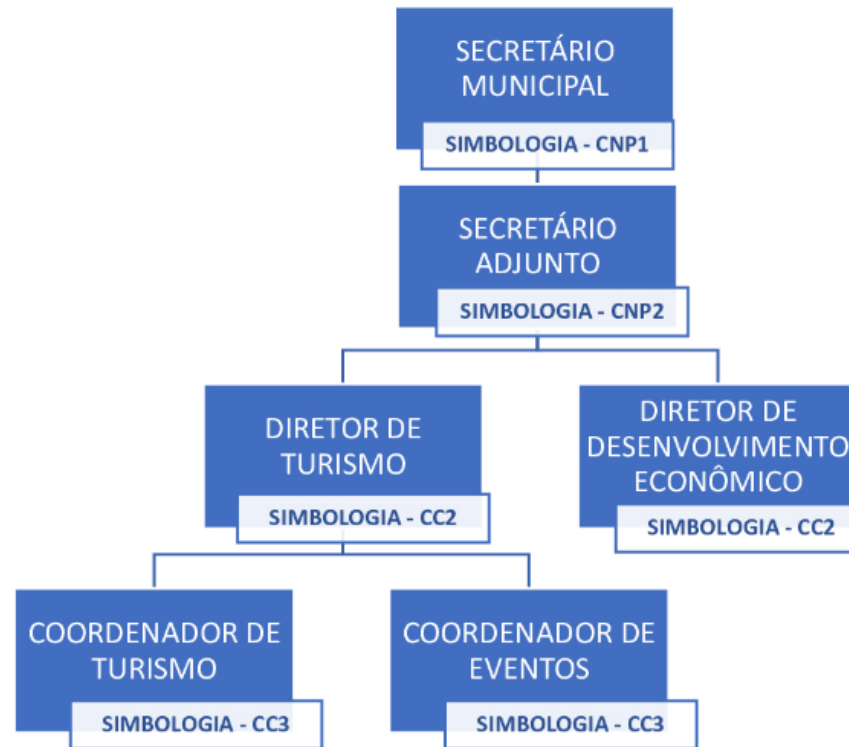 SECRETÁRIO
MUNICIPAL
SIMBOLOGIA - CNP1
SECRETÁRIO
ADJUNTO
SIMBOLOGIA - CNP2
DIRETOR DE
TURISMO
SIMBOLOGIA - CC2
DIRETOR DE
DESENVOLVIMENTO
ECONÔMICO
SIMBOLOGIA - CC2
COORDENADOR DE
TURISMO
SIMBOLOGIA - CC3
COORDENADOR DE
EVENTOS
SIMBOLOGIA - CC3